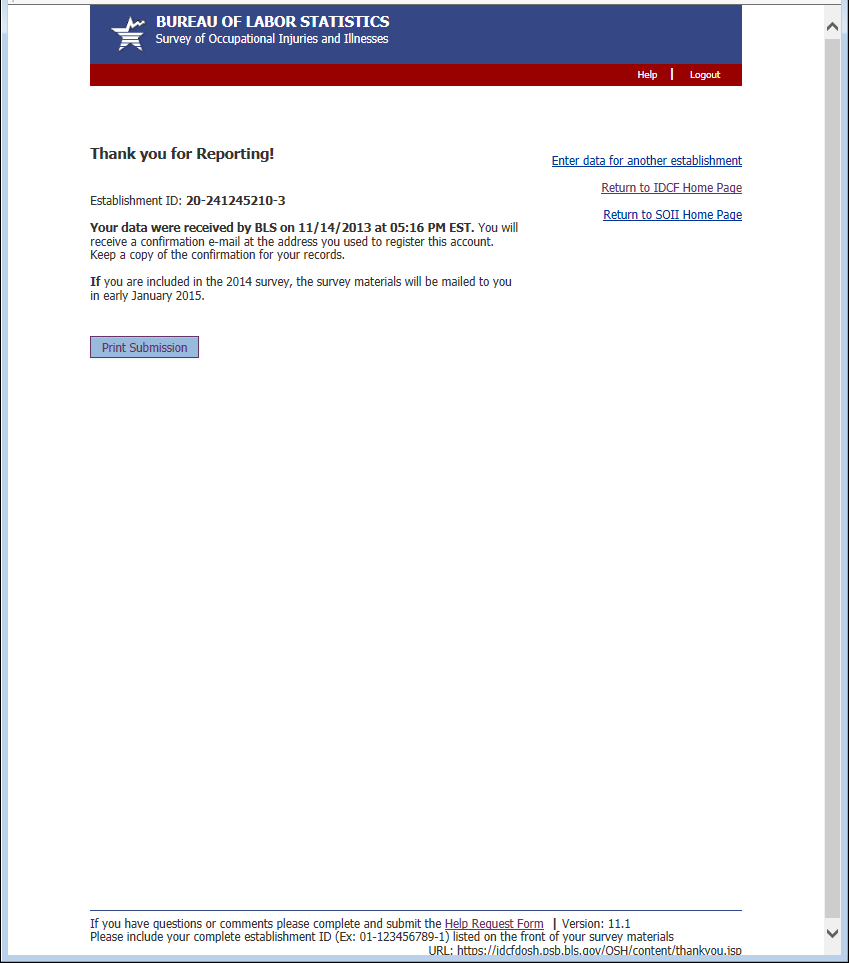 BUREAU OF LABOR STATISTICS
Survey of Occupational Injuries and Illnesses
Help | Logout
Thank you for Reporting!
Enter data for another establishment
Return to IDCF Home Page
Return to SOII Home Page
Establishment ID: 20-241245210-3
Your data were received by BLS on 11/14/2013 at 05:16 PM EST. You will
receive a confirmation e-mail at the address you used to register this account.
Keep a copy of the confirmation for your records.
If you are included in the 2014 survey, the survey materials will be mailed to you
in early January 2015.
Print Submission
If you have questions or comments please complete and submit the Help Request Form | Version: 11.1
Please include your complete establishment ID (Ex: 01-123456789-1) listed on the front of your survey materials
URL: https://idcfdosh.psb.bls.gov/OSH/content/thankyou.jsp